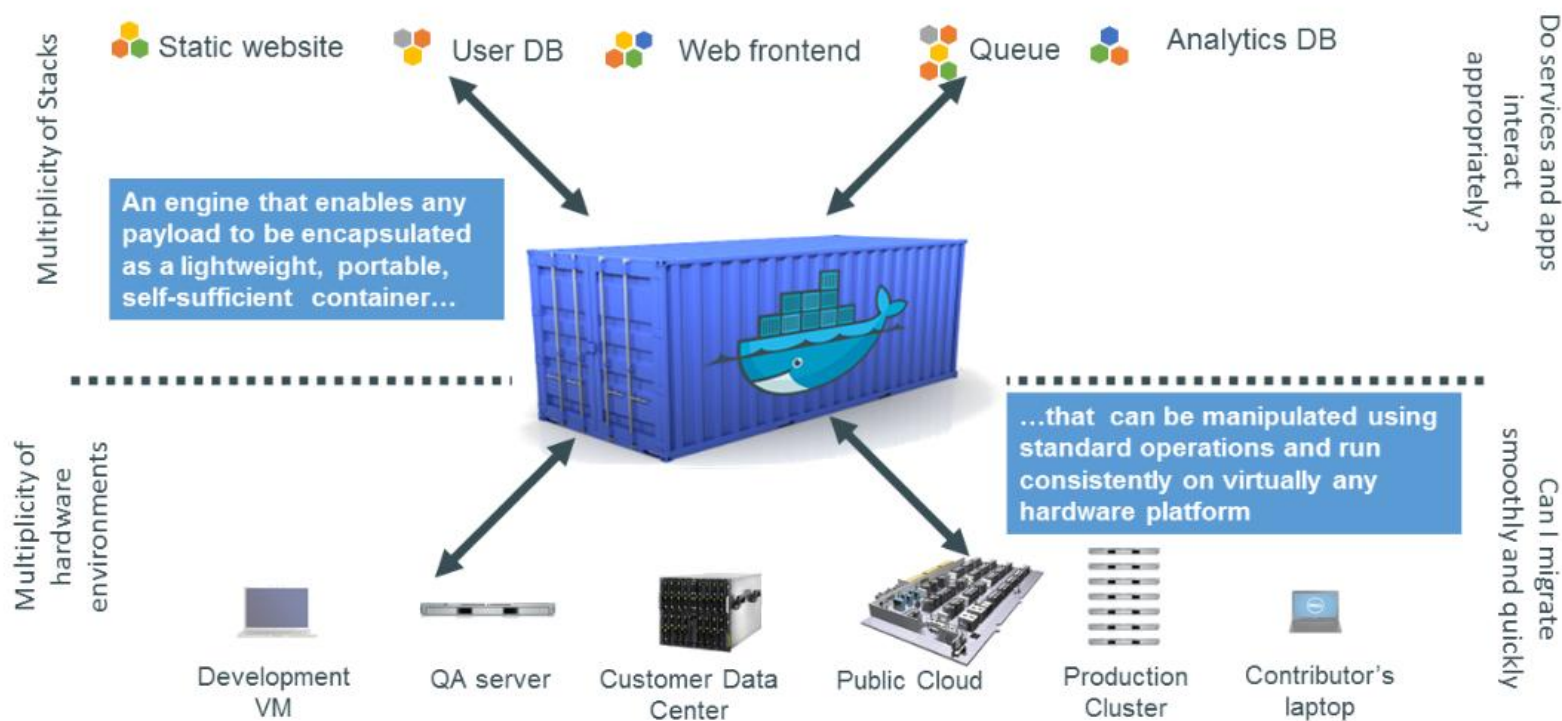 Static website
User DB
Web frontend
Queue
Analytics DB
Multiplicity of Stacks
Do services and apps
interact
appropriately?
An engine that enables any
payload to be encapsulated
as a lightweight, portable,
self-sufficient container…
…that can be manipulated using
standard operations and run
consistently on virtually any
hardware platform
Multiplicity of
hardware
environments
Can I migrate
smoothly and quickly
Development
VM
QA server
Customer Data
Center
Public Cloud
Production
Cluster
Contributor’s
laptop
DELL